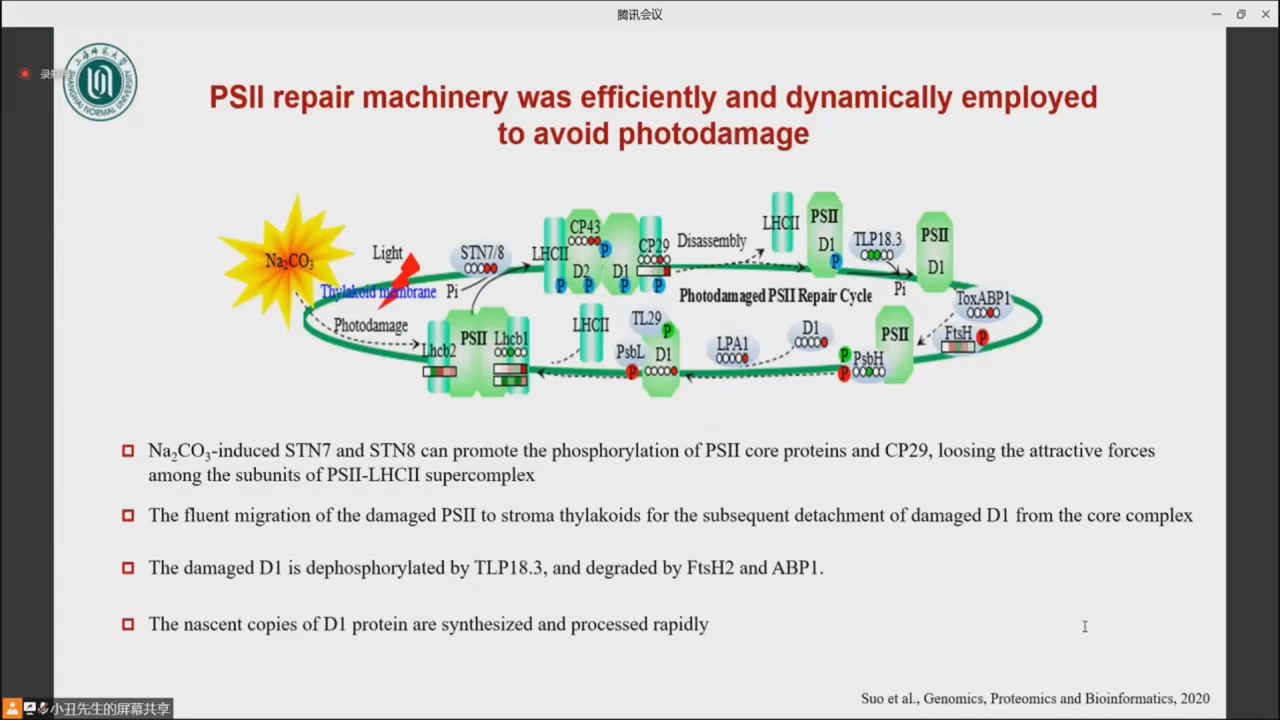 腾讯会议
PSII repair machinery was efficiently and dynamically employed
to avoid photodamage
SHANGHAI NORMAL UNIVERSITY
Na₂CO₃
Light
Thylakoid membrane
Photodamage
Pi
STN7/8
LHCII
CP43
P
D2
P
D1
P
CP29
P
Disassembly
LHCII
PSII
D1
P
TLP18.3
Pi
PSII
D1
Photodamaged PSII Repair Cycle
ToxABP1
FtsH
P
PSII
P
P
PsbH
D1
LPA1
TL29
P
PsbL
P
D1
LHCII
Lhcb2
PSII
Lhcb1
Na₂CO₃-induced STN7 and STN8 can promote the phosphorylation of PSII core proteins and CP29, loosing the attractive forces
among the subunits of PSII-LHCII supercomplex
The fluent migration of the damaged PSII to stroma thylakoids for the subsequent detachment of damaged D1 from the core complex
The damaged D1 is dephosphorylated by TLP18.3, and degraded by FtsH2 and ABP1.
The nascent copies of D1 protein are synthesized and processed rapidly
Suo et al., Genomics, Proteomics and Bioinformatics, 2020
小丑先生的屏幕共享